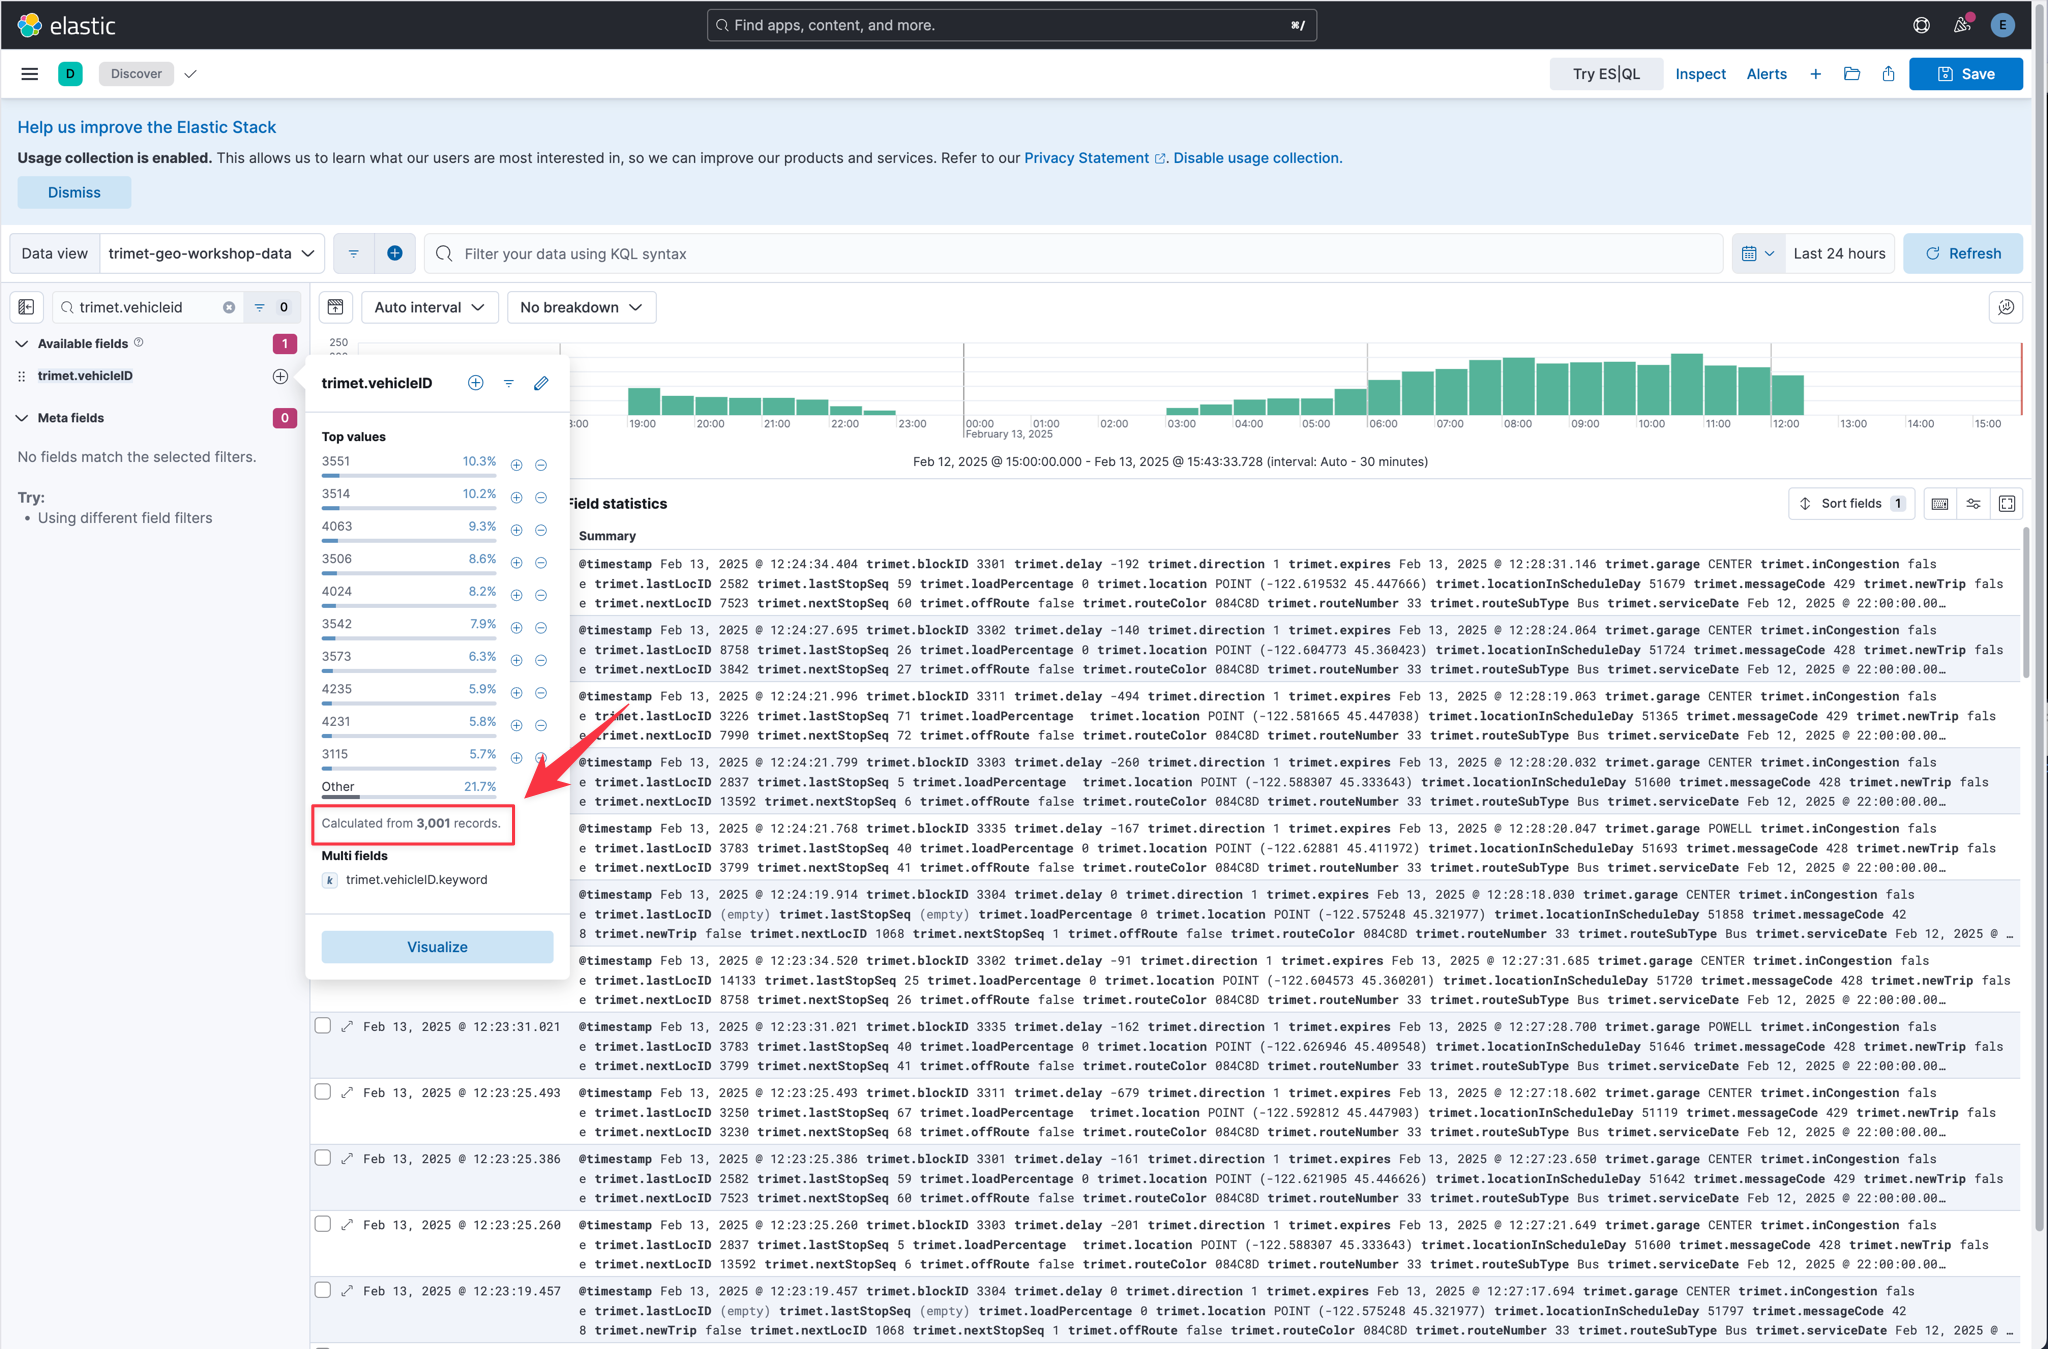 elastic
Find apps, content, and more.
⌘/
E
D
Discover
Try ES|QL
Inspect
Alerts
Save
Help us improve the Elastic Stack
Usage collection is enabled. This allows us to learn what our users are most interested in, so we can improve our products and services. Refer to our Privacy Statement. Disable usage collection.
Dismiss
Data view
trimet-geo-workshop-data
Filter your data using KQL syntax
Last 24 hours
Refresh
trimet.vehicleid
0
Auto interval
No breakdown
Available fields
1
trimet.vehicleID
Meta fields
0
No fields match the selected filters.
Try:
• Using different field filters
250
19:00 20:00 21:00 22:00 23:00 00:00 01:00 02:00 03:00 04:00 05:00 06:00 07:00 08:00 09:00 10:00 11:00 12:00 13:00 14:00 15:00
February 13, 2025
Feb 12, 2025 @ 15:00:00.000 - Feb 13, 2025 @ 15:43:33.728 (interval: Auto - 30 minutes)
trimet.vehicleID
Top values
3551 10.3%
3514 10.2%
4063 9.3%
3506 8.6%
4024 8.2%
3542 7.9%
3573 6.3%
4235 5.9%
4231 5.8%
3115 5.7%
Other 21.7%
Calculated from 3,001 records.
Multi fields
k trimet.vehicleID.keyword
Visualize
Field statistics
Sort fields 1
Summary
@timestamp Feb 13, 2025 @ 12:24:34.404 trimet.blockID 3301 trimet.delay -192 trimet.direction 1 trimet.expires Feb 13, 2025 @ 12:28:31.146 trimet.garage CENTER trimet.inCongestion fals
e trimet.lastLocID 2582 trimet.lastStopSeq 59 trimet.loadPercentage 0 trimet.location POINT (-122.619532 45.447666) trimet.locationInScheduleDay 51679 trimet.messageCode 429 trimet.newTrip fals
e trimet.nextLocID 7523 trimet.nextStopSeq 60 trimet.offRoute false trimet.routeColor 084C8D trimet.routeNumber 33 trimet.routeSubType Bus trimet.serviceDate Feb 12, 2025 @ 22:00:00.00…
@timestamp Feb 13, 2025 @ 12:24:27.695 trimet.blockID 3302 trimet.delay -140 trimet.direction 1 trimet.expires Feb 13, 2025 @ 12:28:24.064 trimet.garage CENTER trimet.inCongestion fals
e trimet.lastLocID 8758 trimet.lastStopSeq 26 trimet.loadPercentage 0 trimet.location POINT (-122.604773 45.360423) trimet.locationInScheduleDay 51724 trimet.messageCode 428 trimet.newTrip fals
e trimet.nextLocID 3842 trimet.nextStopSeq 27 trimet.offRoute false trimet.routeColor 084C8D trimet.routeNumber 33 trimet.routeSubType Bus trimet.serviceDate Feb 12, 2025 @ 22:00:00.00…
@timestamp Feb 13, 2025 @ 12:24:21.996 trimet.blockID 3311 trimet.delay -494 trimet.direction 1 trimet.expires Feb 13, 2025 @ 12:28:19.063 trimet.garage CENTER trimet.inCongestion fals
e trimet.lastLocID 3226 trimet.lastStopSeq 71 trimet.loadPercentage trimet.location POINT (-122.581665 45.447038) trimet.locationInScheduleDay 51365 trimet.messageCode 429 trimet.newTrip fals
e trimet.nextLocID 7990 trimet.nextStopSeq 72 trimet.offRoute false trimet.routeColor 084C8D trimet.routeNumber 33 trimet.routeSubType Bus trimet.serviceDate Feb 12, 2025 @ 22:00:00.00…
@timestamp Feb 13, 2025 @ 12:24:21.799 trimet.blockID 3303 trimet.delay -260 trimet.direction 1 trimet.expires Feb 13, 2025 @ 12:28:20.032 trimet.garage CENTER trimet.inCongestion fals
e trimet.lastLocID 2837 trimet.lastStopSeq 5 trimet.loadPercentage trimet.location POINT (-122.588307 45.333643) trimet.locationInScheduleDay 51600 trimet.messageCode 428 trimet.newTrip fals
e trimet.nextLocID 13592 trimet.nextStopSeq 6 trimet.offRoute false trimet.routeColor 084C8D trimet.routeNumber 33 trimet.routeSubType Bus trimet.serviceDate Feb 12, 2025 @ 22:00:00.00…
@timestamp Feb 13, 2025 @ 12:24:21.768 trimet.blockID 3335 trimet.delay -167 trimet.direction 1 trimet.expires Feb 13, 2025 @ 12:28:20.047 trimet.garage POWELL trimet.inCongestion fals
e trimet.lastLocID 3783 trimet.lastStopSeq 40 trimet.loadPercentage 0 trimet.location POINT (-122.62881 45.411972) trimet.locationInScheduleDay 51693 trimet.messageCode 428 trimet.newTrip fals
e trimet.nextLocID 3799 trimet.nextStopSeq 41 trimet.offRoute false trimet.routeColor 084C8D trimet.routeNumber 33 trimet.routeSubType Bus trimet.serviceDate Feb 12, 2025 @ 22:00:00.00…
@timestamp Feb 13, 2025 @ 12:24:19.914 trimet.blockID 3304 trimet.delay 0 trimet.direction 1 trimet.expires Feb 13, 2025 @ 12:28:18.030 trimet.garage CENTER trimet.inCongestion fals
e trimet.lastLocID (empty) trimet.lastStopSeq (empty) trimet.loadPercentage 0 trimet.location POINT (-122.575248 45.321977) trimet.locationInScheduleDay 51858 trimet.messageCode 42
8 trimet.newTrip false trimet.nextLocID 1068 trimet.nextStopSeq 1 trimet.offRoute false trimet.routeColor 084C8D trimet.routeNumber 33 trimet.routeSubType Bus trimet.serviceDate Feb 12, 2025 @ …
@timestamp Feb 13, 2025 @ 12:23:34.520 trimet.blockID 3302 trimet.delay -91 trimet.direction 1 trimet.expires Feb 13, 2025 @ 12:27:31.685 trimet.garage CENTER trimet.inCongestion fals
e trimet.lastLocID 14133 trimet.lastStopSeq 25 trimet.loadPercentage 0 trimet.location POINT (-122.604573 45.360201) trimet.locationInScheduleDay 51720 trimet.messageCode 428 trimet.newTrip fals
e trimet.nextLocID 8758 trimet.nextStopSeq 26 trimet.offRoute false trimet.routeColor 084C8D trimet.routeNumber 33 trimet.routeSubType Bus trimet.serviceDate Feb 12, 2025 @ 22:00:00.00…
Feb 13, 2025 @ 12:23:31.021 @timestamp Feb 13, 2025 @ 12:23:31.021 trimet.blockID 3335 trimet.delay -162 trimet.direction 1 trimet.expires Feb 13, 2025 @ 12:27:28.700 trimet.garage POWELL trimet.inCongestion fals
e trimet.lastLocID 3783 trimet.lastStopSeq 40 trimet.loadPercentage 0 trimet.location POINT (-122.626946 45.409548) trimet.locationInScheduleDay 51646 trimet.messageCode 428 trimet.newTrip fals
e trimet.nextLocID 3799 trimet.nextStopSeq 41 trimet.offRoute false trimet.routeColor 084C8D trimet.routeNumber 33 trimet.routeSubType Bus trimet.serviceDate Feb 12, 2025 @ 22:00:00.00…
Feb 13, 2025 @ 12:23:25.493 @timestamp Feb 13, 2025 @ 12:23:25.493 trimet.blockID 3311 trimet.delay -679 trimet.direction 1 trimet.expires Feb 13, 2025 @ 12:27:18.602 trimet.garage CENTER trimet.inCongestion fals
e trimet.lastLocID 3250 trimet.lastStopSeq 67 trimet.loadPercentage trimet.location POINT (-122.592812 45.447903) trimet.locationInScheduleDay 51119 trimet.messageCode 429 trimet.newTrip fals
e trimet.nextLocID 3230 trimet.nextStopSeq 68 trimet.offRoute false trimet.routeColor 084C8D trimet.routeNumber 33 trimet.routeSubType Bus trimet.serviceDate Feb 12, 2025 @ 22:00:00.00…
Feb 13, 2025 @ 12:23:25.386 @timestamp Feb 13, 2025 @ 12:23:25.386 trimet.blockID 3301 trimet.delay -161 trimet.direction 1 trimet.expires Feb 13, 2025 @ 12:27:23.650 trimet.garage CENTER trimet.inCongestion fals
e trimet.lastLocID 2582 trimet.lastStopSeq 59 trimet.loadPercentage 0 trimet.location POINT (-122.621905 45.446626) trimet.locationInScheduleDay 51642 trimet.messageCode 429 trimet.newTrip fals
e trimet.nextLocID 7523 trimet.nextStopSeq 60 trimet.offRoute false trimet.routeColor 084C8D trimet.routeNumber 33 trimet.routeSubType Bus trimet.serviceDate Feb 12, 2025 @ 22:00:00.00…
Feb 13, 2025 @ 12:23:25.260 @timestamp Feb 13, 2025 @ 12:23:25.260 trimet.blockID 3303 trimet.delay -201 trimet.direction 1 trimet.expires Feb 13, 2025 @ 12:27:21.649 trimet.garage CENTER trimet.inCongestion fals
e trimet.lastLocID 2837 trimet.lastStopSeq 5 trimet.loadPercentage trimet.location POINT (-122.588307 45.333643) trimet.locationInScheduleDay 51600 trimet.messageCode 428 trimet.newTrip fals
e trimet.nextLocID 13592 trimet.nextStopSeq 6 trimet.offRoute false trimet.routeColor 084C8D trimet.routeNumber 33 trimet.routeSubType Bus trimet.serviceDate Feb 12, 2025 @ 22:00:00.00…
Feb 13, 2025 @ 12:23:19.457 @timestamp Feb 13, 2025 @ 12:23:19.457 trimet.blockID 3304 trimet.delay 0 trimet.direction 1 trimet.expires Feb 13, 2025 @ 12:27:17.694 trimet.garage CENTER trimet.inCongestion fals
e trimet.lastLocID (empty) trimet.lastStopSeq (empty) trimet.loadPercentage 0 trimet.location POINT (-122.575248 45.321977) trimet.locationInScheduleDay 51797 trimet.messageCode 42
8 trimet.newTrip false trimet.nextLocID 1068 trimet.nextStopSeq 1 trimet.offRoute false trimet.routeColor 084C8D trimet.routeNumber 33 trimet.routeSubType Bus trimet.serviceDate Feb 12, 2025 @ …